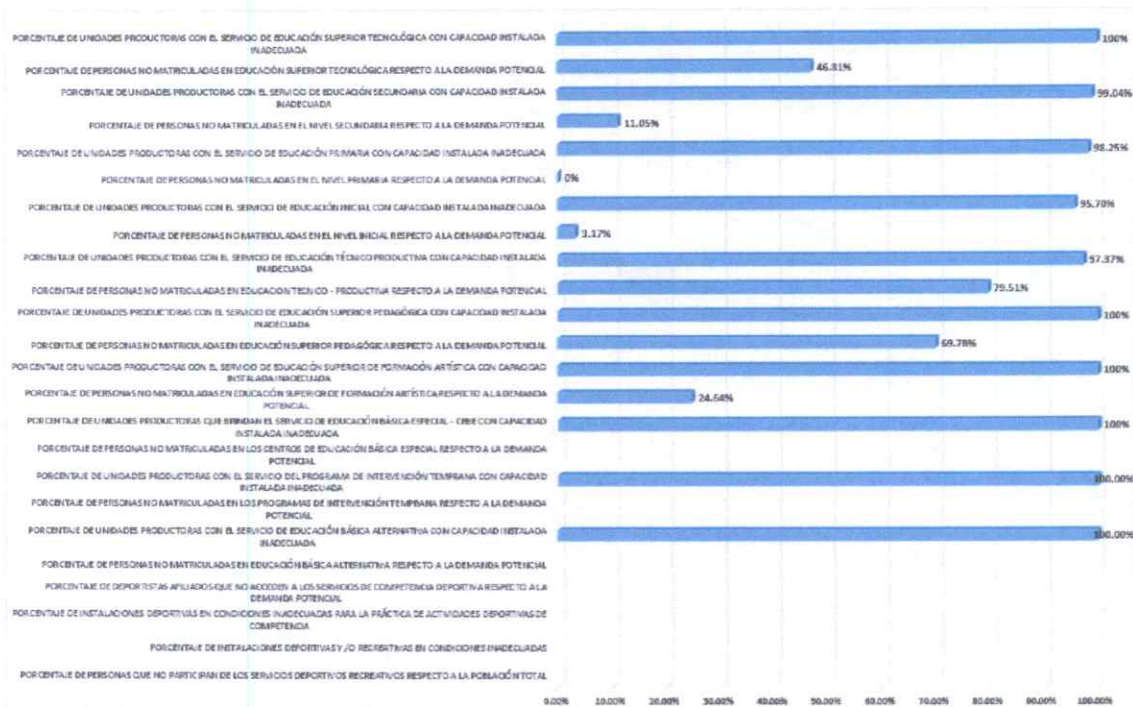 PORCENTAJE DE UNIDADES PRODUCTORAS CON EL SERVICIO DE EDUCACIÓN SUPERIOR TECNOLÓGICA CON CAPACIDAD INSTALADA
INADECUADA
100%
PORCENTAJE DE PERSONAS NO MATRICULADAS EN EDUCACIÓN SUPERIOR TECNOLÓGICA RESPECTO A LA DEMANDA POTENCIAL
46.81%
PORCENTAJE DE UNIDADES PRODUCTORAS CON EL SERVICIO DE EDUCACIÓN SECUNDARIA CON CAPACIDAD INSTALADA
INADECUADA
99.04%
PORCENTAJE DE PERSONAS NO MATRICULADAS EN EL NIVEL SECUNDARIA RESPECTO A LA DEMANDA POTENCIAL
11.05%
PORCENTAJE DE UNIDADES PRODUCTORAS CON EL SERVICIO DE EDUCACIÓN PRIMARIA CON CAPACIDAD INSTALADA INADECUADA
98.25%
PORCENTAJE DE PERSONAS NO MATRICULADAS EN EL NIVEL PRIMARIA RESPECTO A LA DEMANDA POTENCIAL
0%
PORCENTAJE DE UNIDADES PRODUCTORAS CON EL SERVICIO DE EDUCACIÓN INICIAL CON CAPACIDAD INSTALADA INADECUADA
95.70%
PORCENTAJE DE PERSONAS NO MATRICULADAS EN EL NIVEL INICIAL RESPECTO A LA DEMANDA POTENCIAL
3.17%
PORCENTAJE DE UNIDADES PRODUCTORAS CON EL SERVICIO DE EDUCACIÓN TÉCNICO PRODUCTIVA CON CAPACIDAD INSTALADA
INADECUADA
97.37%
PORCENTAJE DE PERSONAS NO MATRICULADAS EN EDUCACION TECNICO - PRODUCTIVA RESPECTO A LA DEMANDA POTENCIAL
79.51%
PORCENTAJE DE UNIDADES PRODUCTORAS CON EL SERVICIO DE EDUCACIÓN SUPERIOR PEDAGÓGICA CON CAPACIDAD INSTALADA
INADECUADA
100%
PORCENTAJE DE PERSONAS NO MATRICULADAS EN EDUCACIÓN SUPERIOR PEDAGÓGICA RESPECTO A LA DEMANDA POTENCIAL
69.78%
PORCENTAJE DE UNIDADES PRODUCTORAS CON EL SERVICIO DE EDUCACIÓN SUPERIOR DE FORMACIÓN ARTÍSTICA CON CAPACIDAD
INSTALADA INADECUADA
100%
PORCENTAJE DE PERSONAS NO MATRICULADAS EN EDUCACIÓN SUPERIOR DE FORMACIÓN ARTÍSTICA RESPECTO A LA DEMANDA
POTENCIAL
24.64%
PORCENTAJE DE UNIDADES PRODUCTORAS QUE BRINDAN EL SERVICIO DE EDUCACIÓN BÁSICA ESPECIAL - CEBE CON CAPACIDAD
INSTALADA INADECUADA
100%
PORCENTAJE DE PERSONAS NO MATRICULADAS EN LOS CENTROS DE EDUCACIÓN BÁSICA ESPECIAL RESPECTO A LA DEMANDA
POTENCIAL
PORCENTAJE DE UNIDADES PRODUCTORAS CON EL SERVICIO DEL PROGRAMA DE INTERVENCIÓN TEMPRANA CON CAPACIDAD
INSTALADA INADECUADA
100.00%
PORCENTAJE DE PERSONAS NO MATRICULADAS EN LOS PROGRAMAS DE INTERVENCIÓN TEMPRANA RESPECTO A LA DEMANDA
POTENCIAL
PORCENTAJE DE UNIDADES PRODUCTORAS CON EL SERVICIO DE EDUCACIÓN BÁSICA ALTERNATIVA CON CAPACIDAD INSTALADA
INADECUADA
100.00%
PORCENTAJE DE PERSONAS NO MATRICULADAS EN EDUCACIÓN BÁSICA ALTERNATIVA RESPECTO A LA DEMANDA POTENCIAL
PORCENTAJE DE DEPORTISTAS AFILIADOS QUE NO ACCEDEN A LOS SERVICIOS DE COMPETENCIA DEPORTIVA RESPECTO A LA
DEMANDA POTENCIAL
PORCENTAJE DE INSTALACIONES DEPORTIVAS EN CONDICIONES INADECUADAS PARA LA PRÁCTICA DE ACTIVIDADES DEPORTIVAS DE
COMPETENCIA
PORCENTAJE DE INSTALACIONES DEPORTIVAS Y /O RECREATIVAS EN CONDICIONES INADECUADAS
PORCENTAJE DE PERSONAS QUE NO PARTICIPAN DE LOS SERVICIOS DEPORTIVOS RECREATIVOS RESPECTO A LA POBLACIÓN TOTAL
0.00% 10.00% 20.00% 30.00% 40.00% 50.00% 60.00% 70.00% 80.00% 90.00% 100.00%